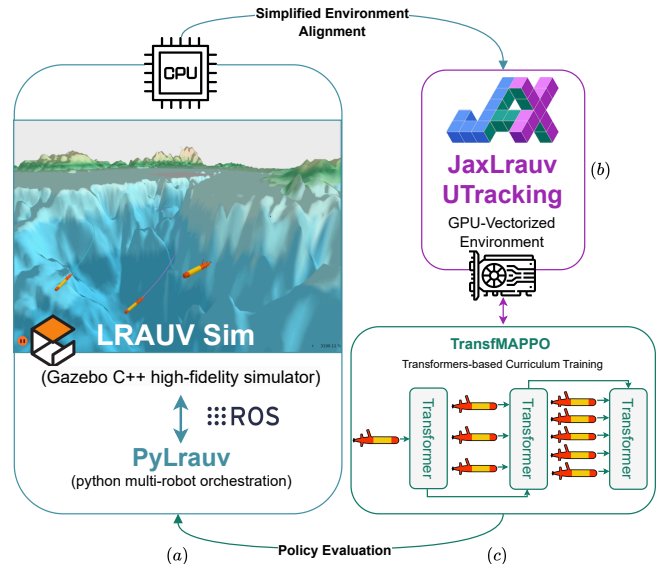 Simplified Environment
Alignment
CPU
LRAUV Sim
(Gazebo C++ high-fidelity simulator)
ROS
PyLrauv
(python multi-robot orchestration)
(a)
JAX
JaxLrauv
UTracking
GPU-Vectorized
Environment
(b)
TransfMAPPO
Transformers-based Curriculum Training
Transformer
Transformer
Transformer
Policy Evaluation
(c)